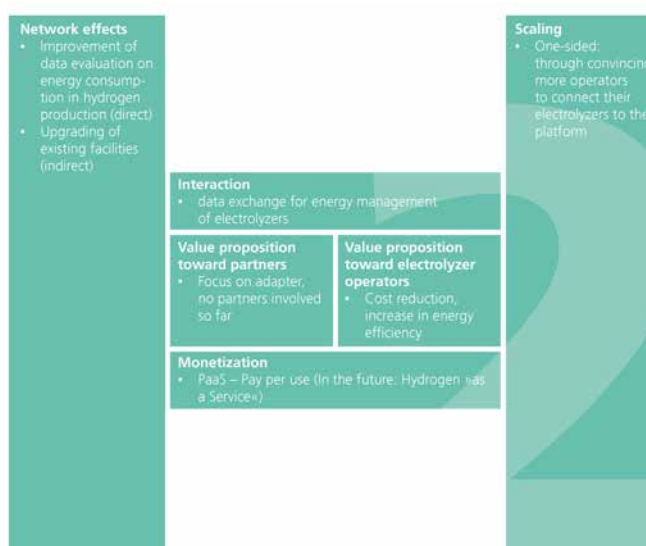 Network effects
• Improvement of
data evaluation on
energy consump-
tion in hydrogen
production (direct)
• Upgrading of
existing facilities
(indirect)
Interaction
• data exchange for energy management
of electrolyzers
Value proposition
toward partners
• Focus on adapter,
no partners involved
so far
Value proposition
toward electrolyzer
operators
• Cost reduction,
increase in energy
efficiency
Monetization
• PaaS – Pay per use (In the future: Hydrogen »as
a Service«)
Scaling
• One-sided:
through convincing
more operators
to connect their
electrolyzers to the
platform
2